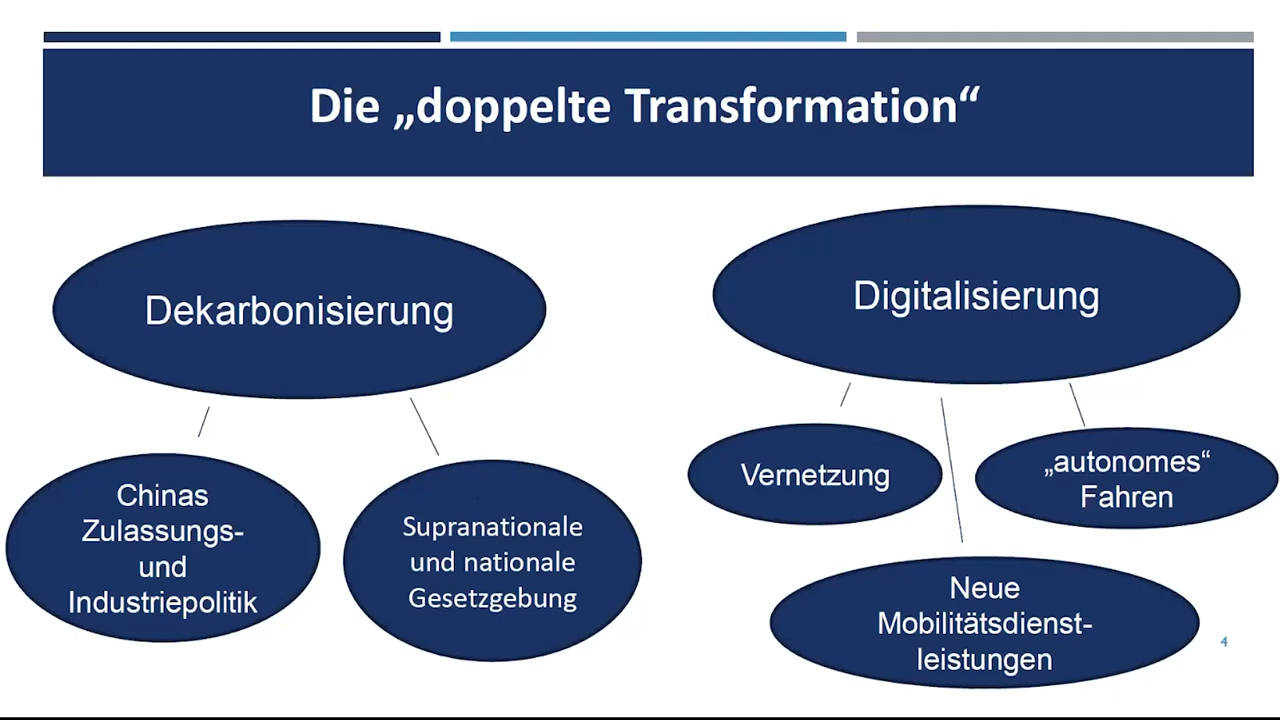 Die „doppelte Transformation“
Dekarbonisierung
Digitalisierung
Chinas
Zulassungs-
und
Industriepolitik
Supranationale
und nationale
Gesetzgebung
Vernetzung
„autonomes“
Fahren
Neue
Mobilitätsdienst-
leistungen
4